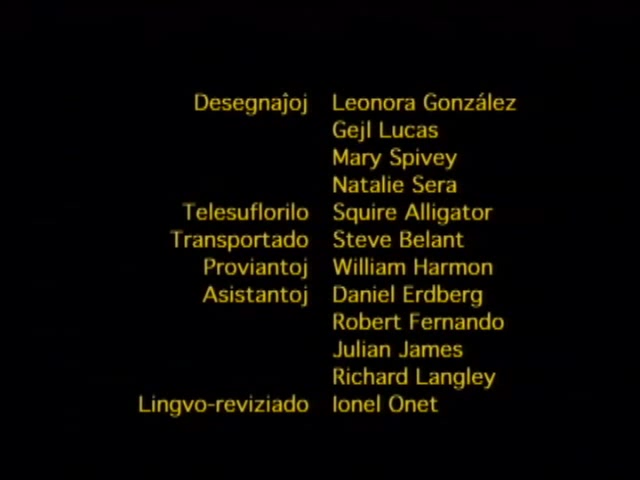 Desegnaĵoj Leonora González
Gejl Lucas
Mary Spivey
Natalie Sera
Telesuflorilo Squire Alligator
Transportado Steve Belant
Proviantoj William Harmon
Asistantoj Daniel Erdberg
Robert Fernando
Julian James
Richard Langley
Lingvo-reviziado Ionel Onet